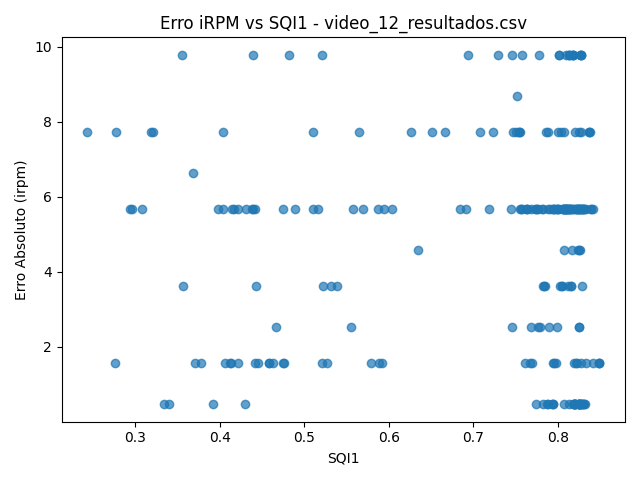 Erro iRPM vs SQI1 - video_12_resultados.csv
Erro Absoluto (irpm)
10
8
6
4
2
0.3 0.4 0.5 0.6 0.7 0.8
SQI1